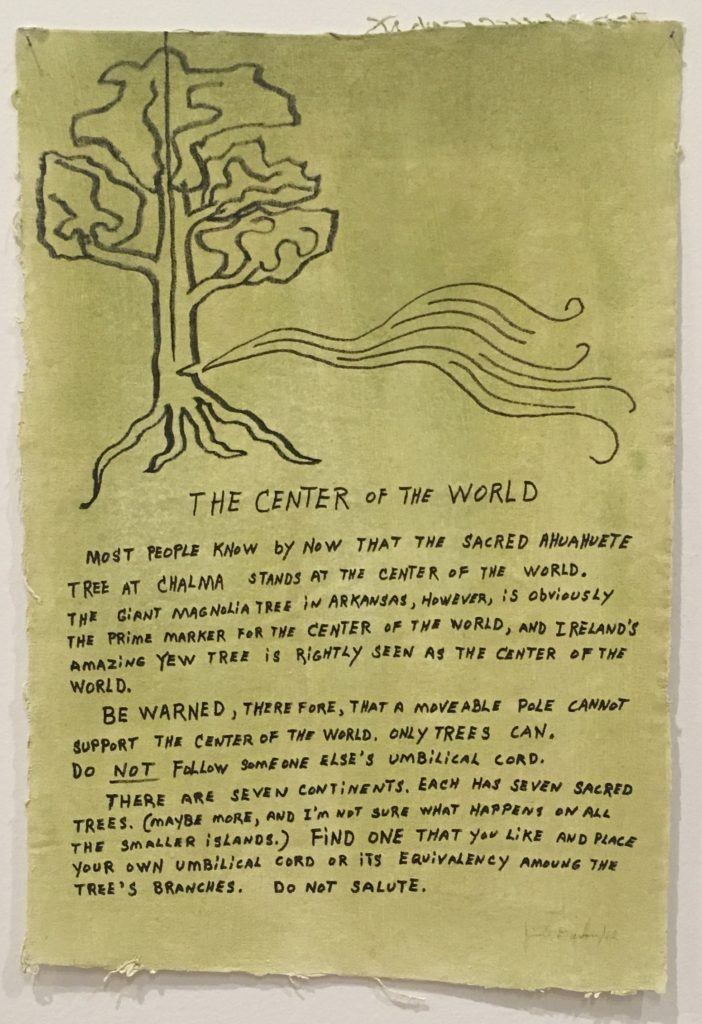 THE CENTER OF THE WORLD
MOST PEOPLE KNOW by NOW THAT THE SACRED AHUAHUETE
TREE AT CHALMA STANDS AT THE CENTER OF THE WORLD.
THE GIANT MAGNOLIA TREE IN ARKANSAS, HOWEVER, IS ObVIOUSLY
THE PRIME MARKER FOR THE CENTER OF THE WORLD, AND IRELAND'S
AMAZING YEW TREE IS RIGHTLY SEEN AS THE CENTER OF THE
WORLD.
BE WARNED, THEREFORE, THAT A MOVEABLE POLE CANNOT
SUPPORT THE CENTER OF THE WORLD. ONLY TREES CAN.
DO NOT FOLLOW SOMEONE ELSE'S UMBILICAL CORD.
THERE ARE SEVEN CONTINENTS. EACH HAS SEVEN SACRED
TREES. (MAYBE MORE, AND I'M NOT SURE WHAT HAPPENS ON ALL
THE SMALLER ISLANDS.) FIND ONE THAT YOU LIKE AND PLACE
YOUR OWN UMBILICAL CORD OR ITS EQUIVALENCY AMOUNG THE
TREE'S BRANCHES. DO NOT SALUTE.